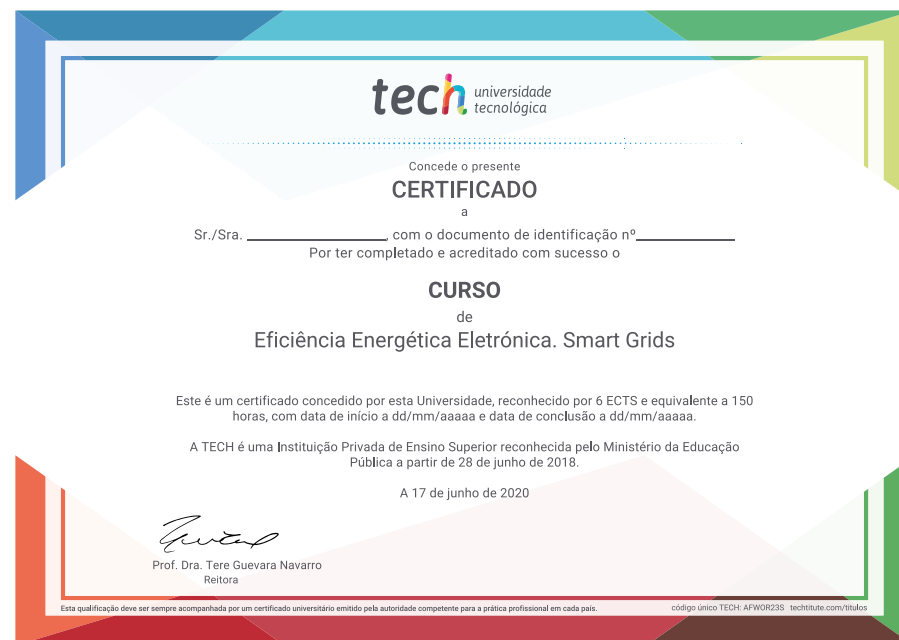 tech universidade
tecnológica
Concede o presente
CERTIFICADO
a
Sr./Sra. ________________, com o documento de identificação nº____________
Por ter completado e acreditado com sucesso o
CURSO
de
Eficiência Energética Eletrónica. Smart Grids
Este é um certificado concedido por esta Universidade, reconhecido por 6 ECTS e equivalente a 150
horas, com data de início a dd/mm/aaaaa e data de conclusão a dd/mm/aaaaa.
A TECH é uma Instituição Privada de Ensino Superior reconhecida pelo Ministério da Educação
Pública a partir de 28 de junho de 2018.
A 17 de junho de 2020
Prof. Dra. Tere Guevara Navarro
Reitora
Esta qualificação deve ser sempre acompanhada por um certificado universitário emitido pela autoridade competente para a prática profissional em cada país.
código único TECH: AFWOR23S techtitute.com/titulos